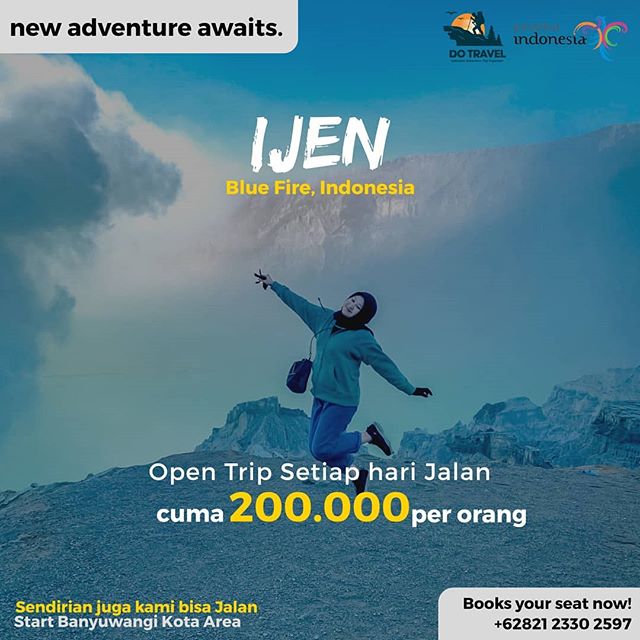 new adventure awaits.
DO TRAVEL
indonesia
IJEN
Blue Fire, Indonesia
Open Trip Setiap hari Jalan
cuma 200.000 per orang
Sendirian juga kami bisa Jalan
Start Banyuwangi Kota Area
Books your seat now!
+62821 2330 2597